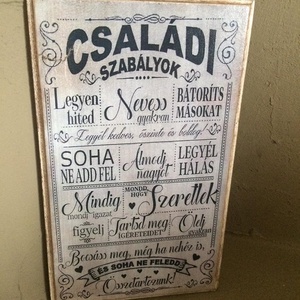 CSALÁDI
SZABÁLYOK
Legyen hited
Nevess gyakran
BÁTORÍTS MÁSOKAT
Legyél kedves, őszinte és boldog!
SOHA NE ADD FEL
Álmodj nagyot
LEGYÉL HÁLÁS
Mindig mondj igazat
MONDD, HOGY Szeretlek
figyelj
Tartsd meg ÍGÉRETEIDET
Ölelj gyakran
Bocsáss meg, még ha nehéz is,
ÉS SOHA NE FELEDD
Összetartozunk!